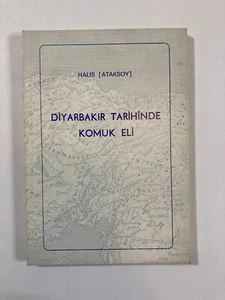 HALİS [ATAKSOY]
DİYARBAKIR TARİHİNDE
KOMUK ELİ